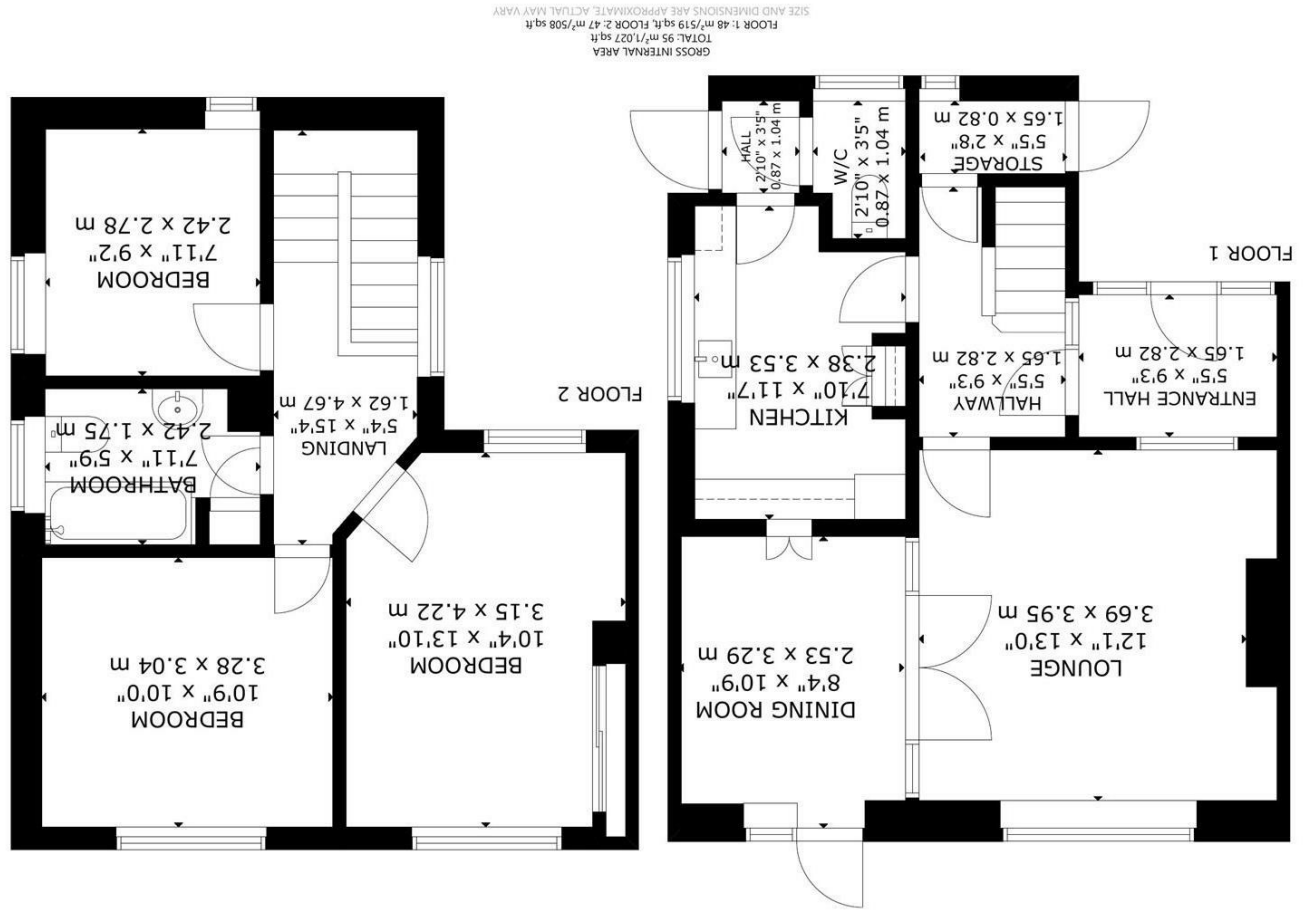 LOUNGE
12'1" x 13'0"
3.69 x 3.95 m
DINING ROOM
8'4" x 10'9"
2.53 x 3.29 m
ENTRANCE HALL
5'5" x 9'3"
1.65 x 2.82 m
HALLWAY
5'5" x 9'3"
1.65 x 2.82 m
KITCHEN
7'10" x 11'7"
2.38 x 3.53 m
FLOOR 1
STORAGE
5'5" x 2'8"
1.65 x 0.82 m
W/C
2'10" x 3'5"
0.87 x 1.04 m
HALL
2'10" x 3'5"
0.87 x 1.04 m
BEDROOM
10'4" x 13'10"
3.15 x 4.22 m
BEDROOM
10'9" x 10'0"
3.28 x 3.04 m
BATHROOM
7'11" x 5'9"
2.42 x 1.75 m
LANDING
5'4" x 15'4"
1.62 x 4.67 m
FLOOR 2
BEDROOM
7'11" x 9'2"
2.42 x 2.78 m
GROSS INTERNAL AREA
TOTAL: 95 m²/1,027 sq.ft
FLOOR 1: 48 m²/519 sq.ft, FLOOR 2: 47 m²/508 sq.ft
SIZE AND DIMENSIONS ARE APPROXIMATE, ACTUAL MAY VARY